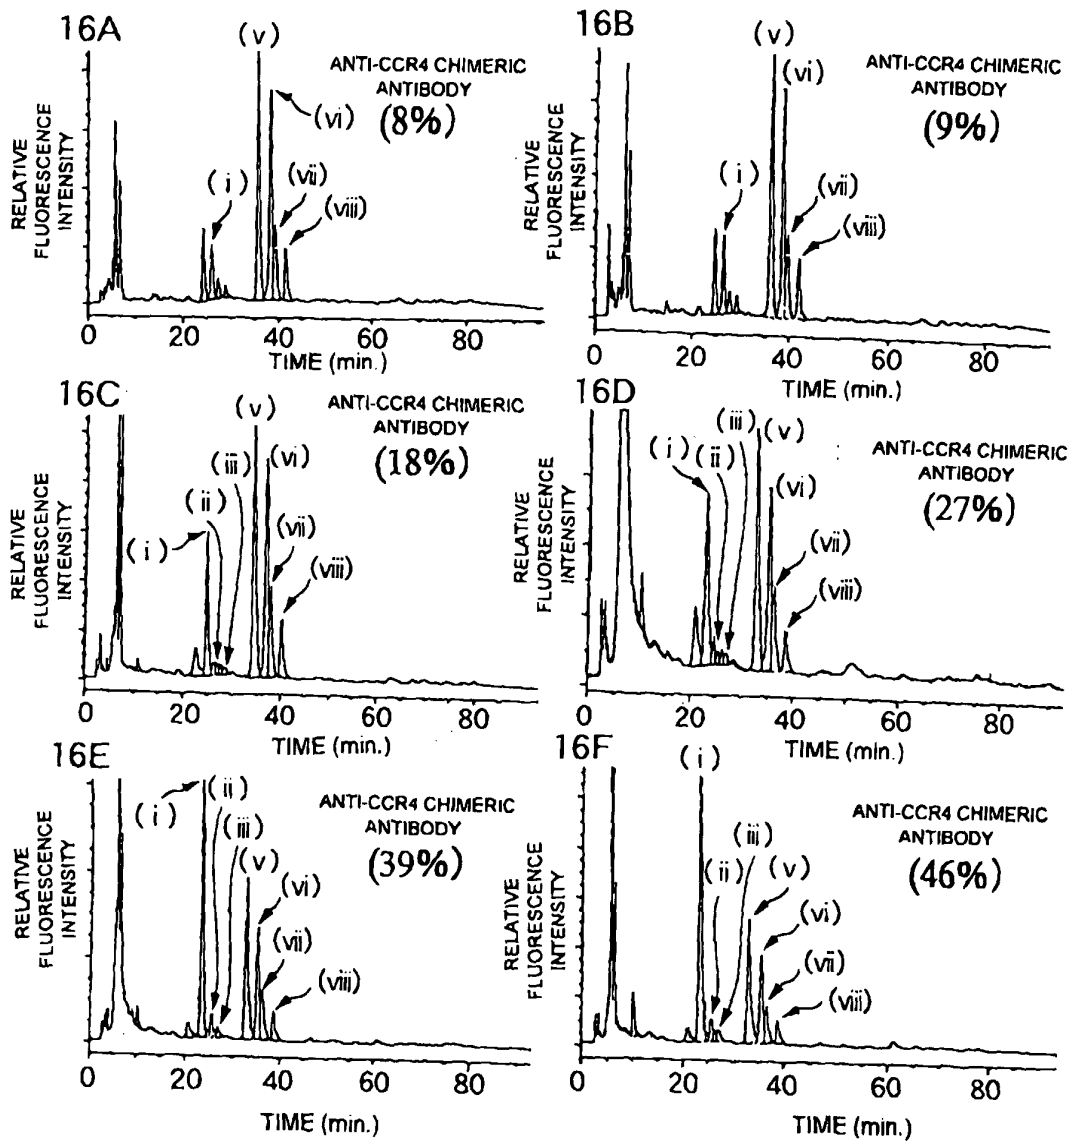 16A
(v)
ANTI-CCR4 CHIMERIC
ANTIBODY
(8%)
(vi)
(i)
(vii)
(viii)
RELATIVE
FLUORESCENCE
INTENSITY
0 20 40 60 80
TIME (min.)
16B
(v)
ANTI-CCR4 CHIMERIC
ANTIBODY
(9%)
(vi)
(i)
(vii)
(viii)
RELATIVE
FLUORESCENCE
INTENSITY
0 20 40 60 80
TIME (min.)
16C
(v)
ANTI-CCR4 CHIMERIC
ANTIBODY
(18%)
(iii)
(vi)
(ii)
(i)
(vii)
(viii)
RELATIVE
FLUORESCENCE
INTENSITY
0 20 40 60 80
TIME (min.)
16D
(iii)
(v)
ANTI-CCR4 CHIMERIC
ANTIBODY
(27%)
(i)
(ii)
(vi)
(vii)
(viii)
RELATIVE
FLUORESCENCE
INTENSITY
0 20 40 60 80
TIME (min.)
16E
(ii)
(i)
(iii)
ANTI-CCR4 CHIMERIC
ANTIBODY
(39%)
(v)
(vi)
(vii)
(viii)
RELATIVE
FLUORESCENCE
INTENSITY
0 20 40 60 80
TIME (min.)
16F
(i)
ANTI-CCR4 CHIMERIC
ANTIBODY
(46%)
(iii)
(ii)
(v)
(vi)
(vii)
(viii)
RELATIVE
FLUORESCENCE
INTENSITY
0 20 40 60 80
TIME (min.)